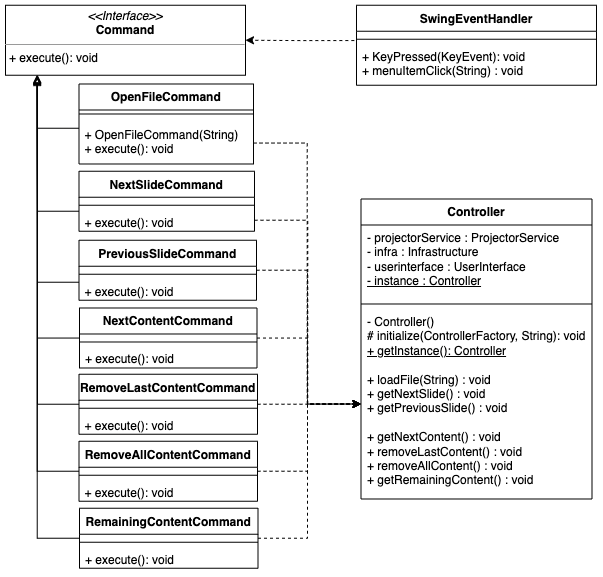 <<Interface>>
Command
+ execute(): void
SwingEventHandler
+ KeyPressed(KeyEvent): void
+ menuItemClick(String) : void
OpenFileCommand
+ OpenFileCommand(String)
+ execute(): void
NextSlideCommand
+ execute(): void
PreviousSlideCommand
+ execute(): void
NextContentCommand
+ execute(): void
RemoveLastContentCommand
+ execute(): void
RemoveAllContentCommand
+ execute(): void
RemainingContentCommand
+ execute(): void
Controller
- projectorService : ProjectorService
- infra : Infrastructure
- userinterface : UserInterface
- instance : Controller
- Controller()
# initialize(ControllerFactory, String): void
+ getInstance(): Controller
+ loadFile(String) : void
+ getNextSlide() : void
+ getPreviousSlide() : void
+ getNextContent() : void
+ removeLastContent() : void
+ removeAllContent() : void
+ getRemainingContent() : void